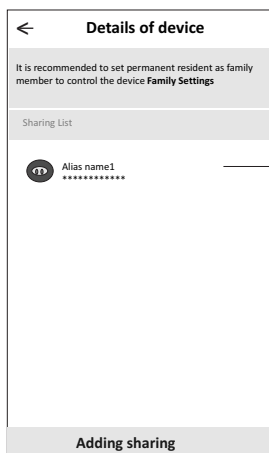 Details of device
It is recommended to set permanent resident as family
member to control the device Family Settings
Sharing List
Alias name1
************
Adding sharing